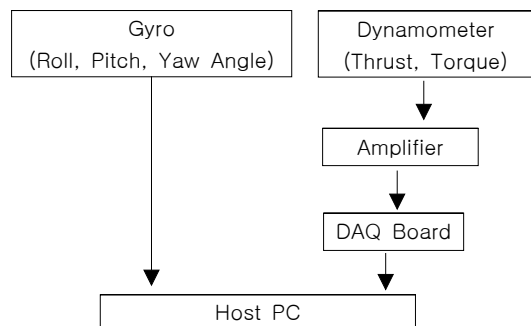 Gyro
(Roll, Pitch, Yaw Angle)
Dynamometer
(Thrust, Torque)
Amplifier
DAQ Board
Host PC